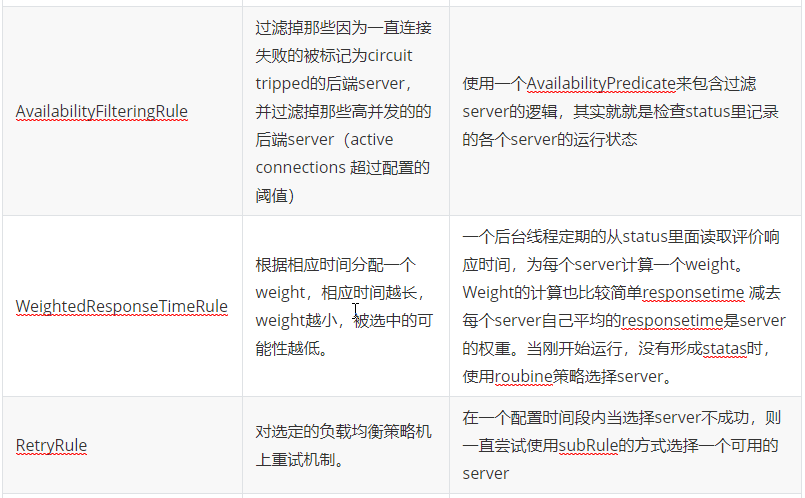 AvailabilityFilteringRule
过滤掉那些因为一直连接
失败的被标记为circuit
tripped的后端server，
并过滤掉那些高并发的的
后端server（active
connections 超过配置的
阈值）
使用一个AvailabilityPredicate来包含过滤
server的逻辑，其实就就是检查status里记录
的各个server的运行状态
WeightedResponseTimeRule
根据相应时间分配一个
weight，相应时间越长，
weight越小，被选中的可
能性越低。
一个后台线程定期的从status里面读取评价响
应时间，为每个server计算一个weight。
Weight的计算也比较简单responsetime 减去
每个server自己平均的responsetime是server
的权重。当刚开始运行，没有形成statas时，
使用roubine策略选择server。
RetryRule
对选定的负载均衡策略机
上重试机制。
在一个配置时间段内当选择server不成功，则
一直尝试使用subRule的方式选择一个可用的
server